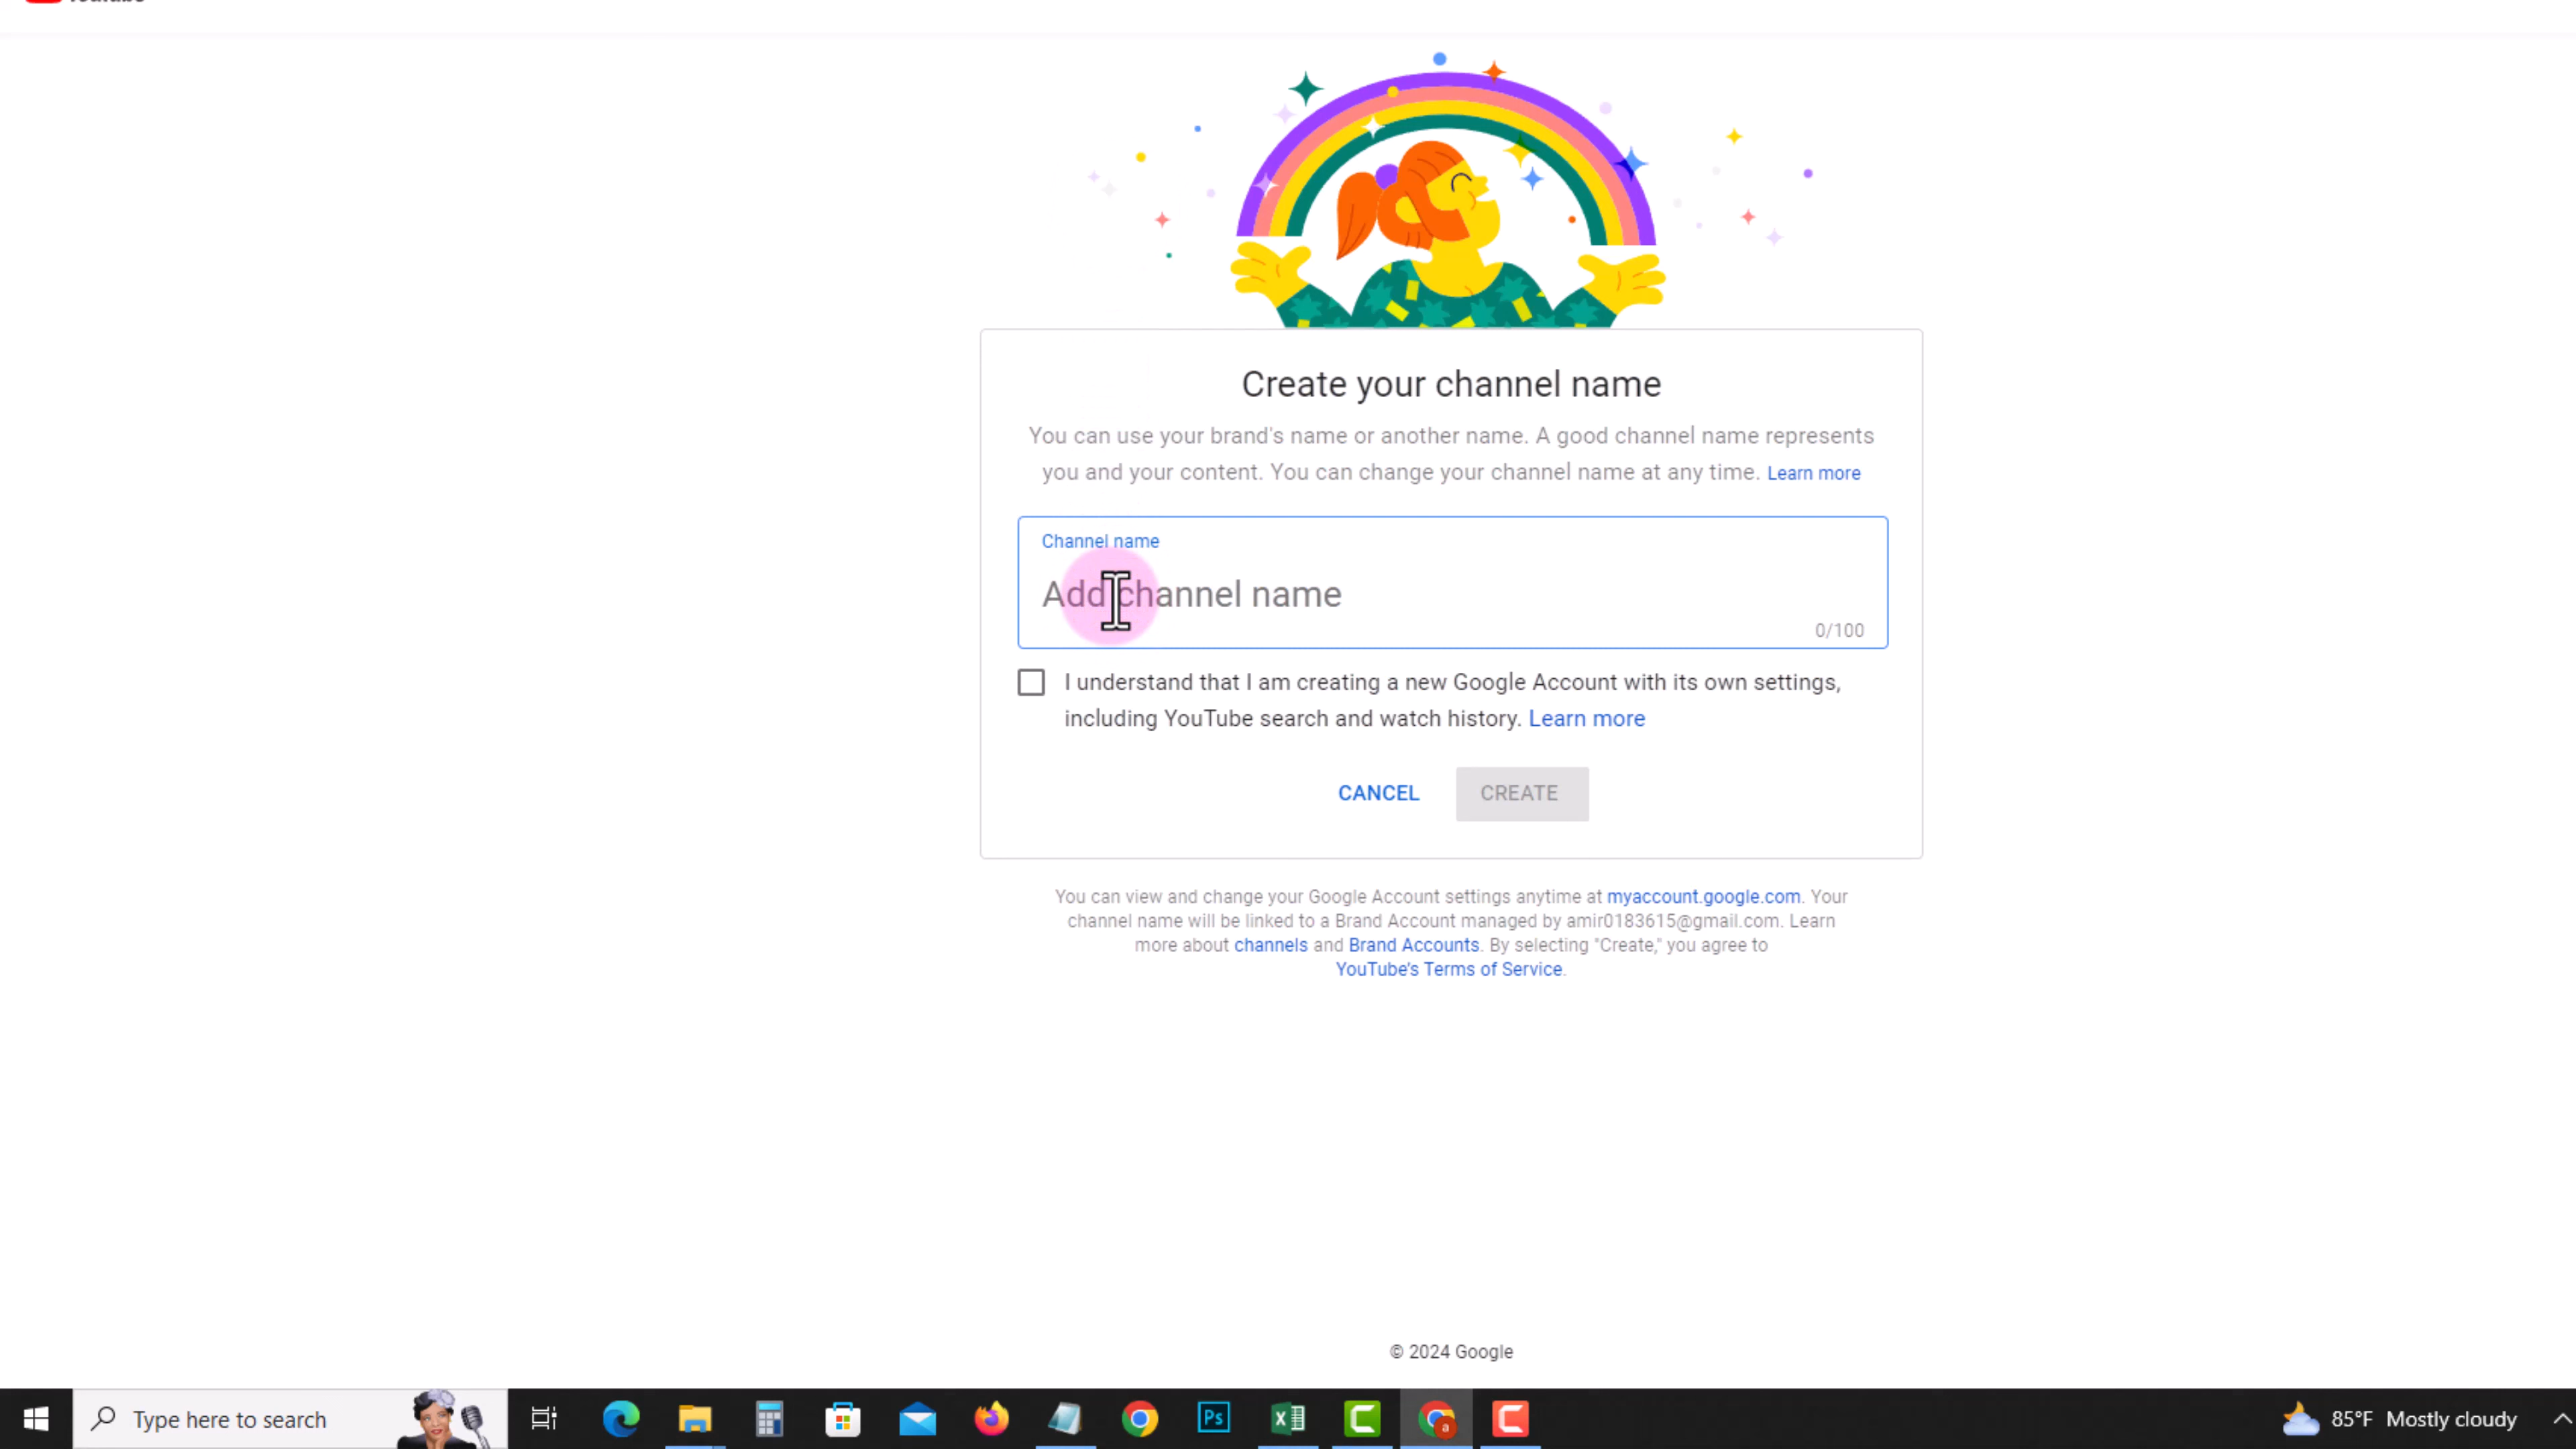 YouTube
Create your channel name
You can use your brand's name or another name. A good channel name represents
you and your content. You can change your channel name at any time. Learn more
Channel name
Add channel name
0/100
I understand that I am creating a new Google Account with its own settings,
including YouTube search and watch history. Learn more
CANCEL
CREATE
You can view and change your Google Account settings anytime at myaccount.google.com. Your
channel name will be linked to a Brand Account managed by amir0183615@gmail.com. Learn
more about channels and Brand Accounts. By selecting "Create," you agree to
YouTube's Terms of Service.
© 2024 Google
Type here to search
Ps
a
85°F Mostly cloudy